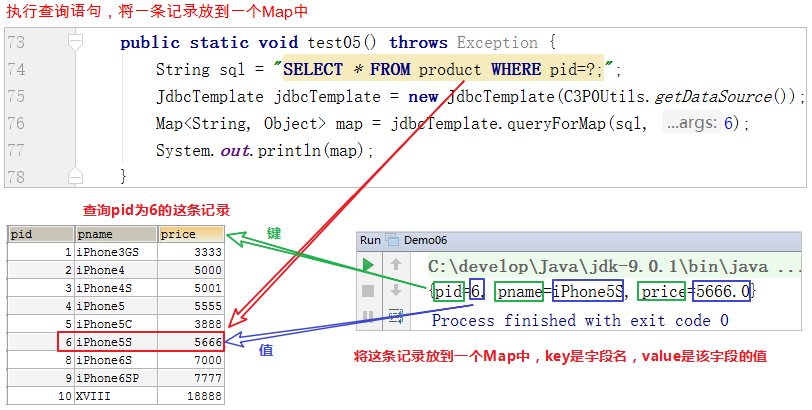 执行查询语句，将一条记录放到一个Map中
73 public static void test05() throws Exception {
74 String sql = "SELECT * FROM product WHERE pid=?;";
75 JdbcTemplate jdbcTemplate = new JdbcTemplate(C3P0Utils.getDataSource());
76 Map<String, Object> map = jdbcTemplate.queryForMap(sql, ...args: 6);
77 System.out.println(map);
78 }
查询pid为6的这条记录
pid pname price
1 iPhone3GS 3333
2 iPhone4 5000
3 iPhone4S 5001
4 iPhone5 5555
5 iPhone5C 3888
6 iPhone5S 5666
8 iPhone6S 7000
9 iPhone6SP 7777
10 XVIII 18888
键
值
Run Demo06
C:\develop\Java\jdk-9.0.1\bin\java ...
{pid=6, pname=iPhone5S, price=5666.0}
Process finished with exit code 0
将这条记录放到一个Map中，key是字段名，value是该字段的值